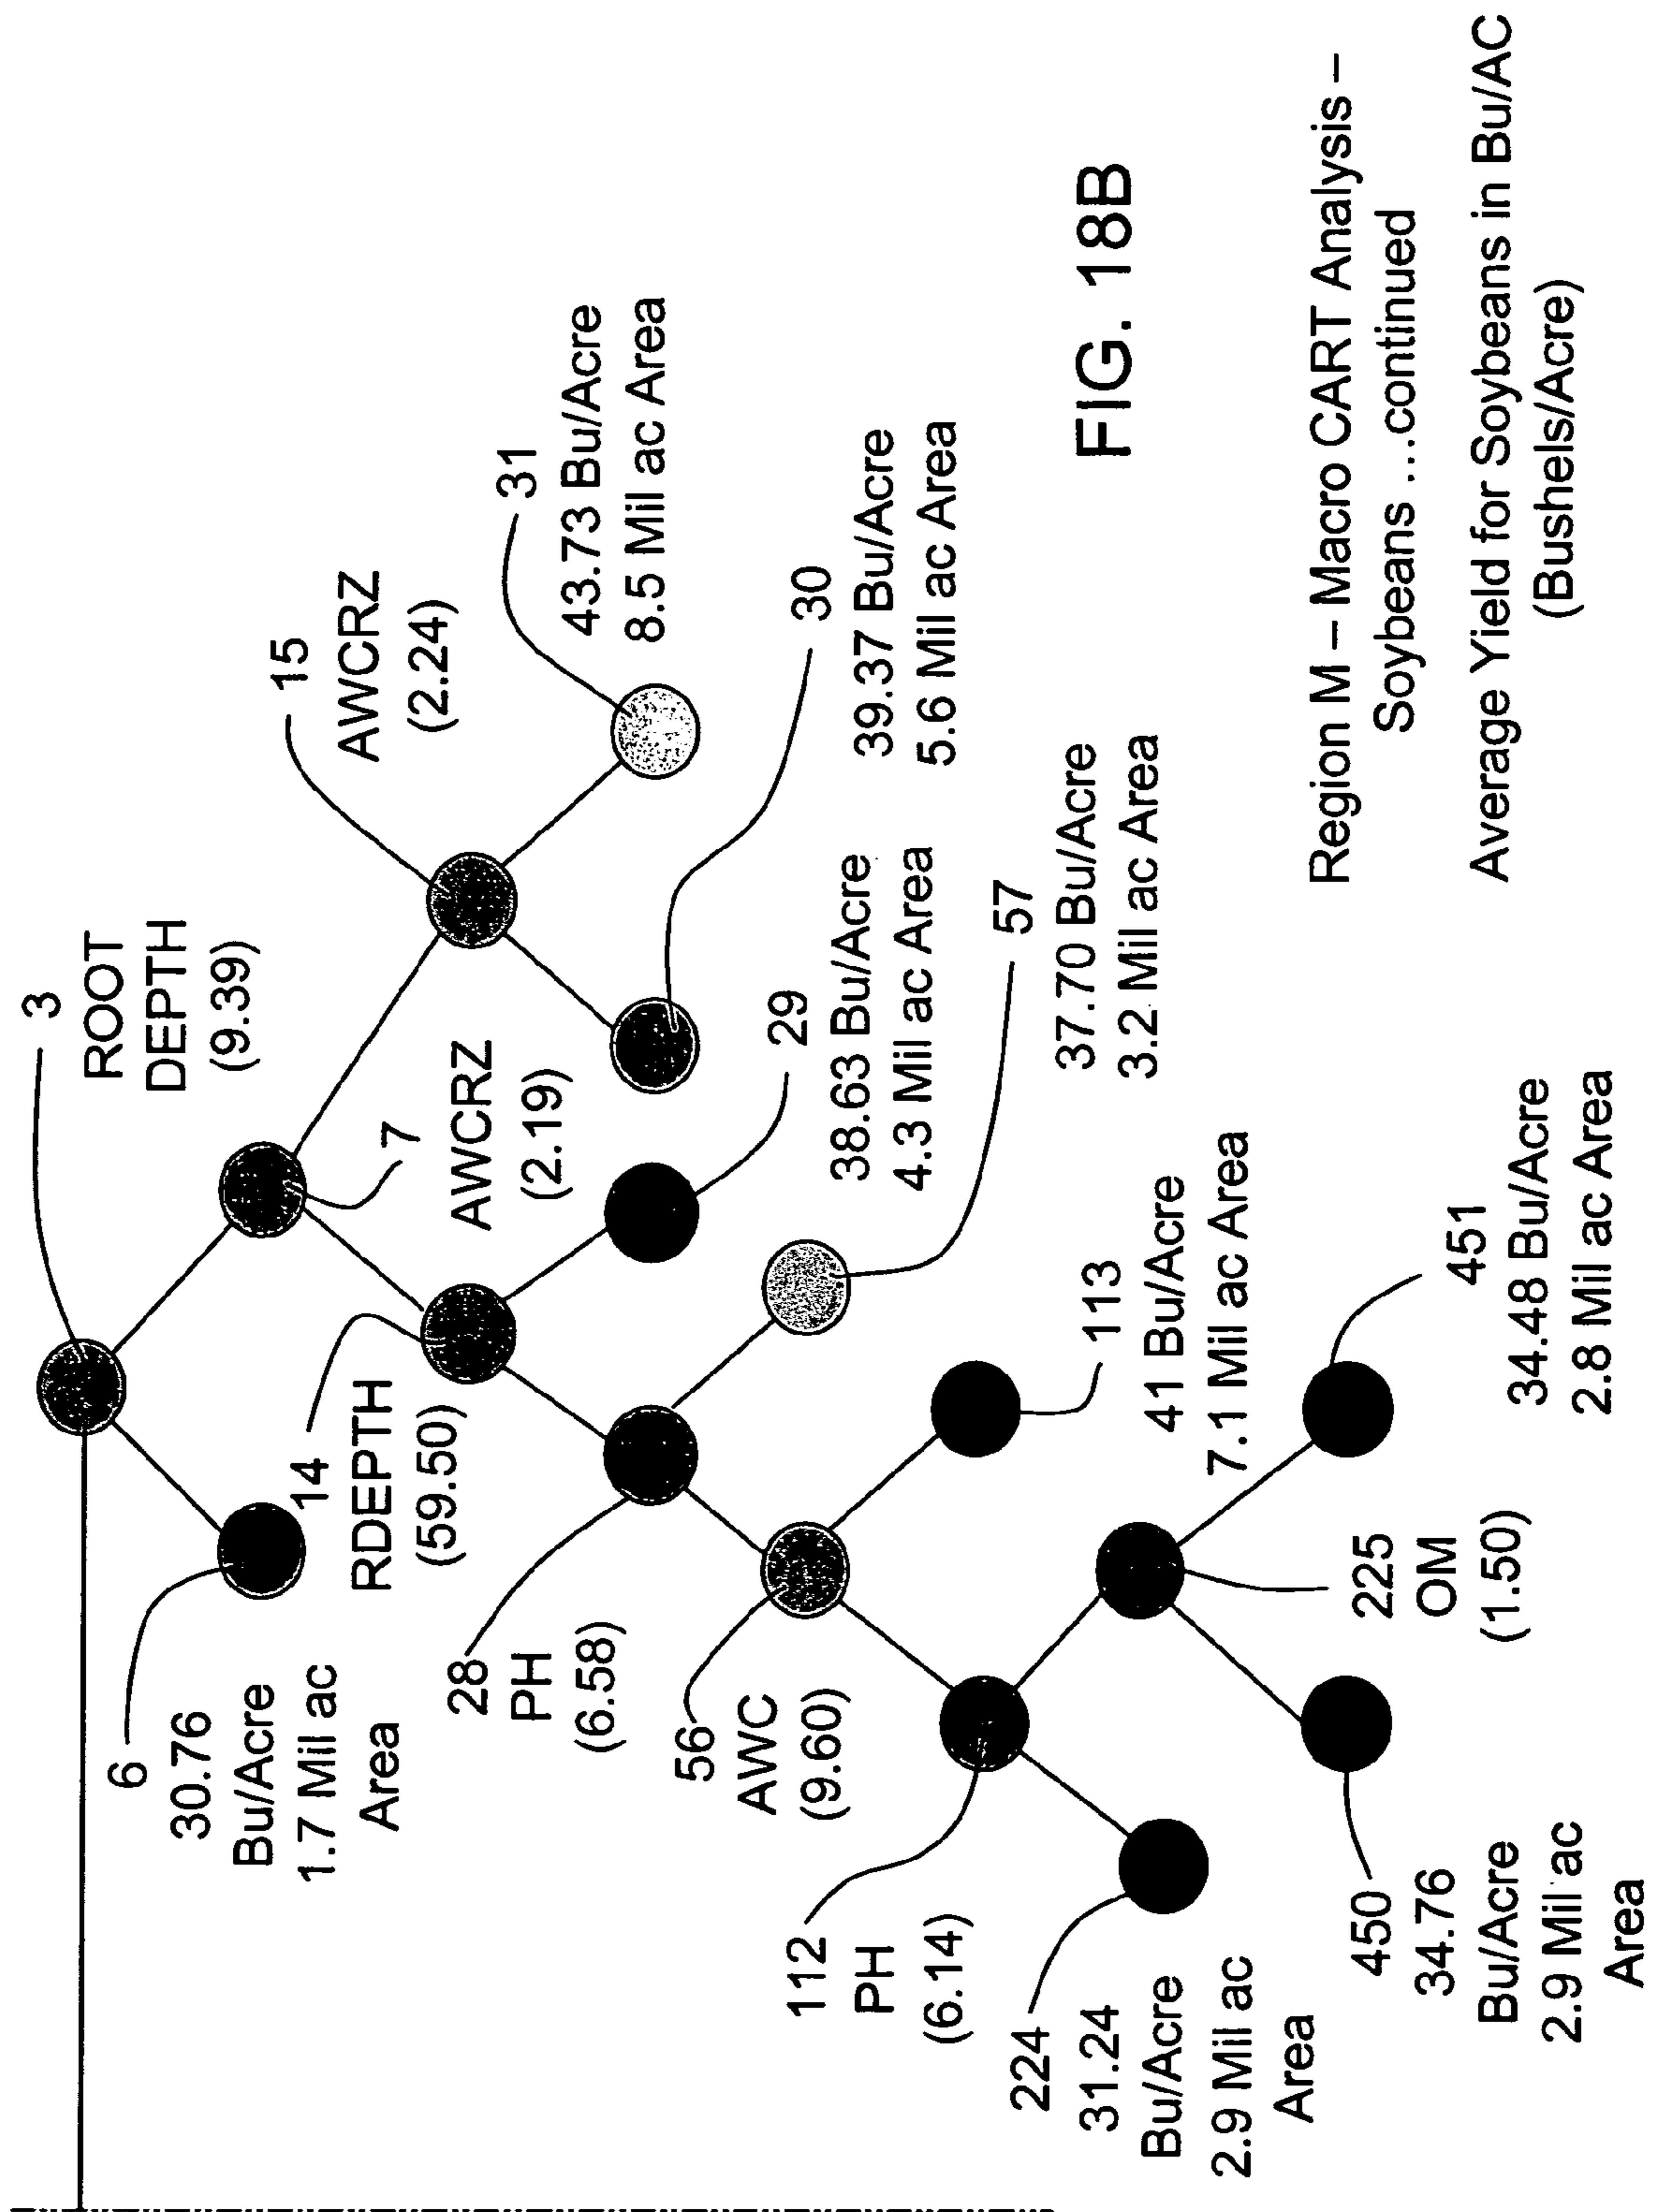 3
ROOT
DEPTH
(9.39)
6
30.76
Bu/Acre
1.7 Mil ac
Area
7
AWCRZ
(2.19)
15
AWCRZ
(2.24)
14
RDEPTH
(59.50)
31
43.73 Bu/Acre
8.5 Mil ac Area
30
39.37 Bu/Acre
5.6 Mil ac Area
29
38.63 Bu/Acre
4.3 Mil ac Area
28
PH
(6.58)
57
37.70 Bu/Acre
3.2 Mil ac Area
56
AWC
(9.60)
113
41 Bu/Acre
7.1 Mil ac Area
112
PH
(6.14)
224
31.24
Bu/Acre
2.9 Mil ac
Area
225
OM
(1.50)
450
34.76
Bu/Acre
2.9 Mil ac
Area
451
34.48 Bu/Acre
2.8 Mil ac Area
FIG. 18B
Region M – Macro CART Analysis –
Soybeans ...continued
Average Yield for Soybeans in Bu/AC
(Bushels/Acre)